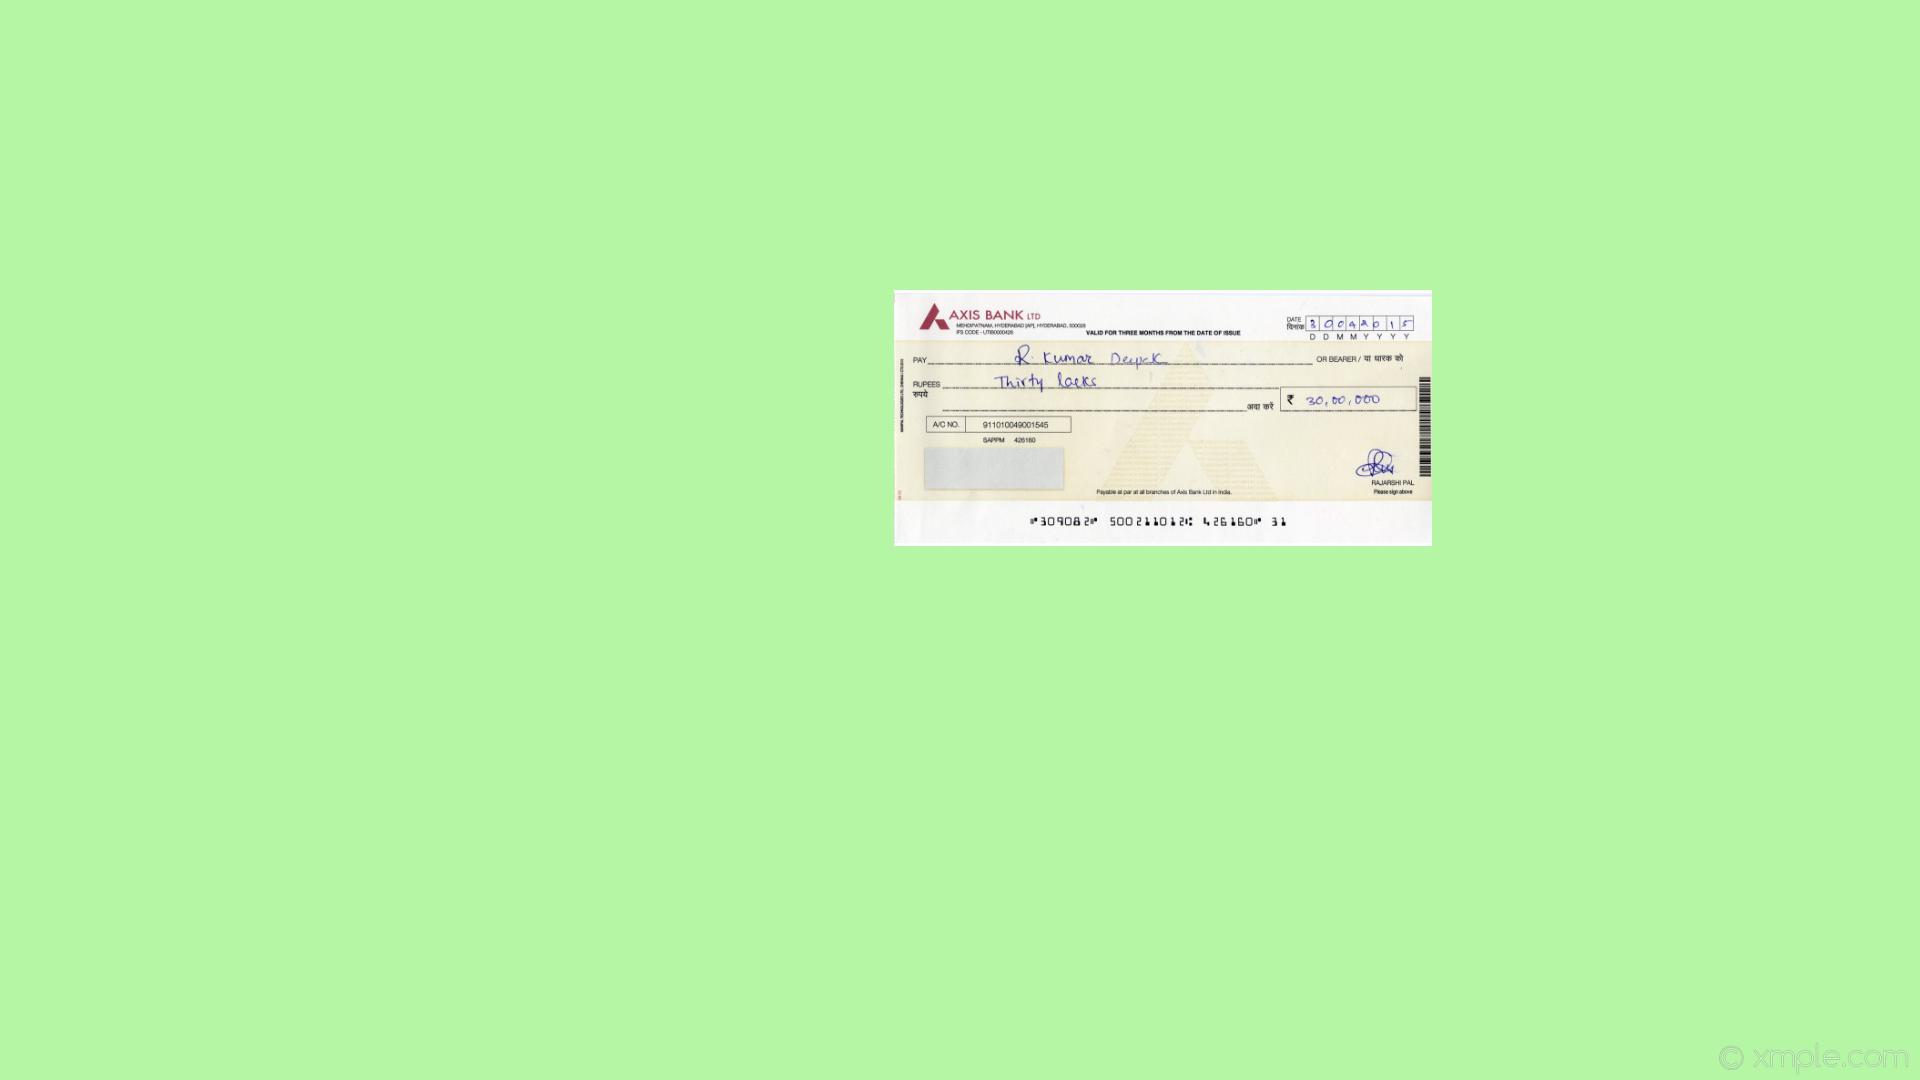 AXIS BANK LTD
MEHDIPATNAM, HYDERABAD [AP], HYDERABAD, 500028
IFS CODE - UTIB0000426
VALID FOR THREE MONTHS FROM THE DATE OF ISSUE
DATE
दिनांक
3 0 0 4 2 0 1 5
D D M M Y Y Y Y
PAY R. Kumar Deepak OR BEARER / या धारक को
RUPEES Thirty lacks
रुपये
अदा करें ₹ 30,00,000
A/C NO. 911010049001545
SAPPM 426160
RAJARSHI PAL
Payable at par at all branches of Axis Bank Ltd in India.
Please sign above
⑈309082⑈ 500211012⑆ 426160⑈ 31
© xmple.com